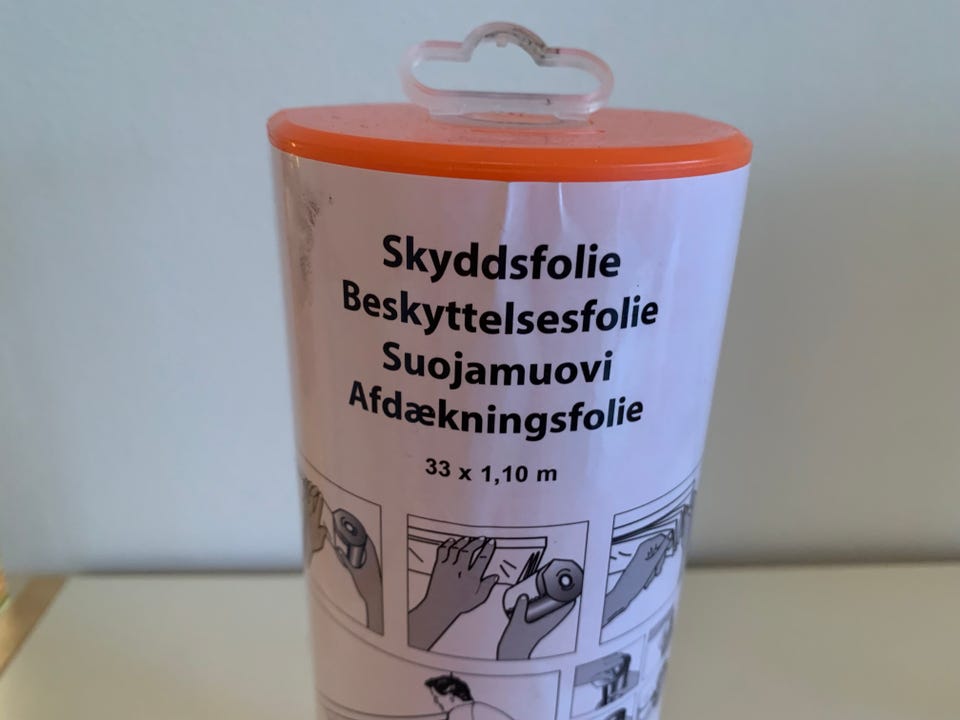 Skyddsfolie
Beskyttelsesfolie
Suojamuovi
Afdækningsfolie
33 x 1,10 m